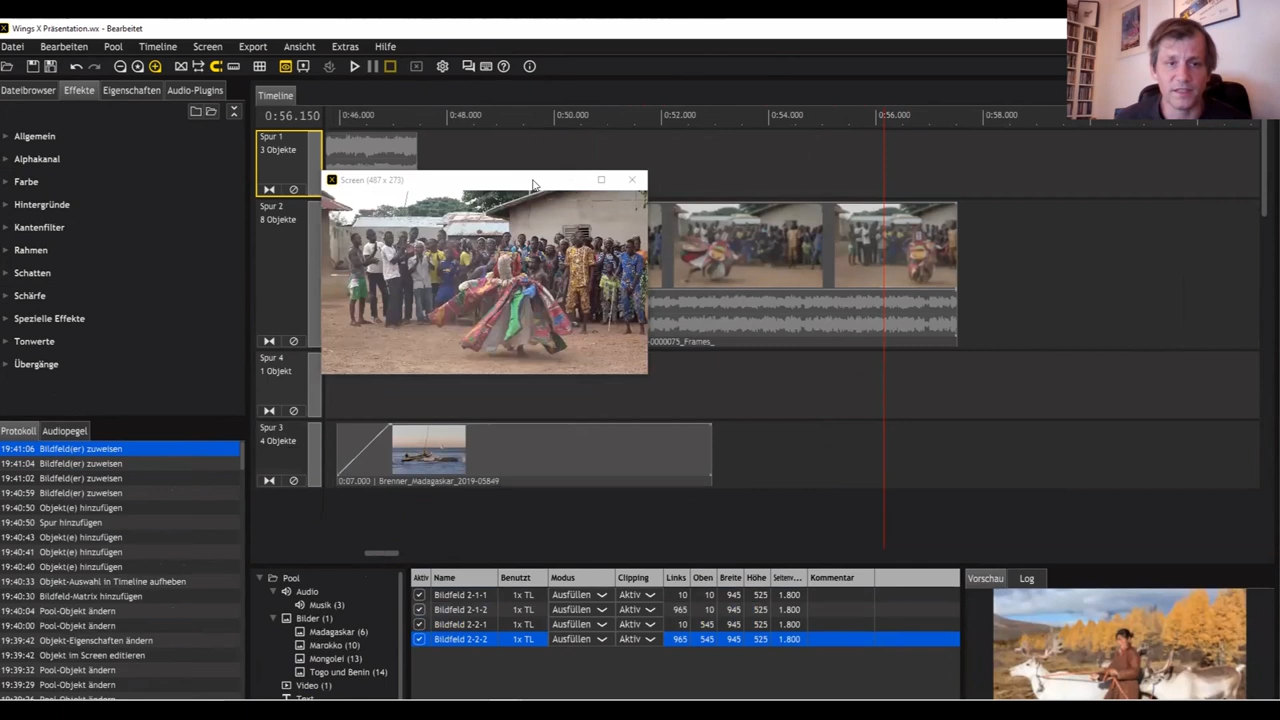 Wings X Präsentation.wx - Bearbeitet
Datei Bearbeiten Pool Timeline Screen Export Ansicht Extras Hilfe
Dateibrowser Effekte Eigenschaften Audio-Plugins
Allgemein
Alphakanal
Farbe
Hintergründe
Kantenfilter
Rahmen
Schatten
Schärfe
Spezielle Effekte
Tonwerte
Übergänge
Timeline
0:56.150
0:46.000 0:48.000 0:50.000 0:52.000 0:54.000 0:56.000 0:58.000
Spur 1
3 Objekte
Screen (487 x 273)
Spur 2
8 Objekte
-0000075_Frames_
Spur 4
1 Objekt
Spur 3
4 Objekte
0:07.000 | Brenner_Madagaskar_2019-05849
Protokoll Audiopegel
19:41:06 Bildfeld(er) zuweisen
19:41:04 Bildfeld(er) zuweisen
19:41:02 Bildfeld(er) zuweisen
19:40:59 Bildfeld(er) zuweisen
19:40:50 Objekt(e) hinzufügen
19:40:50 Spur hinzufügen
19:40:43 Objekt(e) hinzufügen
19:40:41 Objekt(e) hinzufügen
19:40:40 Objekt(e) hinzufügen
19:40:33 Objekt-Auswahl in Timeline aufheben
19:40:30 Bildfeld-Matrix hinzufügen
19:40:04 Pool-Objekt ändern
19:40:00 Pool-Objekt ändern
19:39:42 Objekt-Eigenschaften ändern
19:39:42 Objekt im Screen editieren
19:39:32 Pool-Objekt ändern
19:39:29 Pool-Objekt ändern
Pool
Audio
Musik (3)
Bilder (1)
Madagaskar (6)
Marokko (10)
Mongolei (13)
Togo und Benin (14)
Video (1)
Aktiv Name Benutzt Modus Clipping Links Oben Breite Höhe Seitenv... Kommentar
Bildfeld 2-1-1 1x TL Ausfüllen Aktiv 10 10 945 525 1.800
Bildfeld 2-1-2 1x TL Ausfüllen Aktiv 965 10 945 525 1.800
Bildfeld 2-2-1 1x TL Ausfüllen Aktiv 10 545 945 525 1.800
Bildfeld 2-2-2 1x TL Ausfüllen Aktiv 965 545 945 525 1.800
Vorschau Log